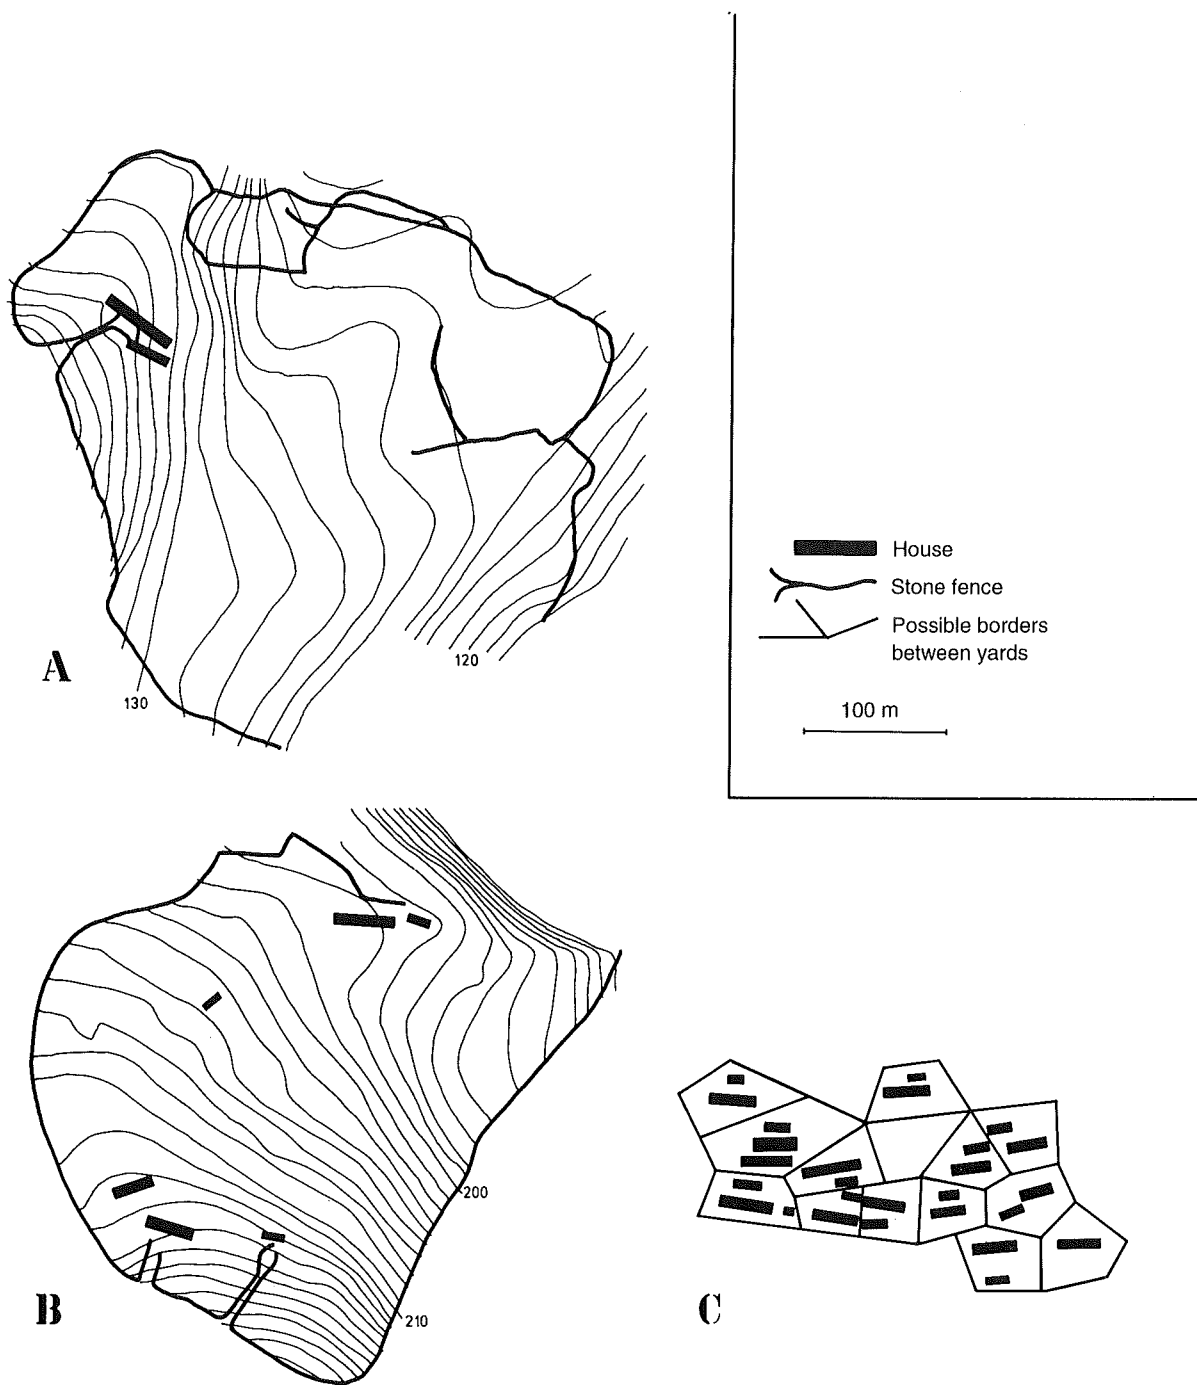 House
Stone fence
Possible borders
between yards
100 m
A
120
130
200
210
B
C